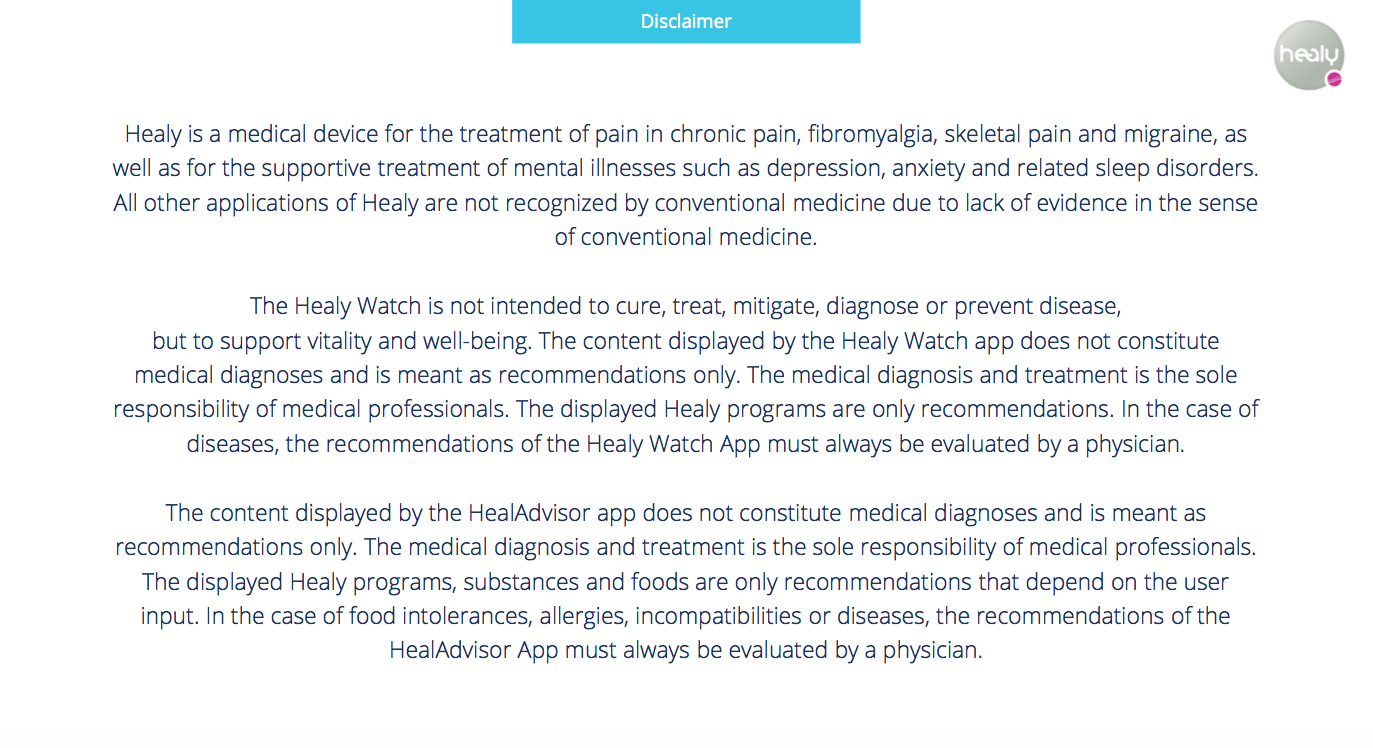 Disclaimer
healy
Healy is a medical device for the treatment of pain in chronic pain, fibromyalgia, skeletal pain and migraine, as
well as for the supportive treatment of mental illnesses such as depression, anxiety and related sleep disorders.
All other applications of Healy are not recognized by conventional medicine due to lack of evidence in the sense
of conventional medicine.
The Healy Watch is not intended to cure, treat, mitigate, diagnose or prevent disease,
but to support vitality and well-being. The content displayed by the Healy Watch app does not constitute
medical diagnoses and is meant as recommendations only. The medical diagnosis and treatment is the sole
responsibility of medical professionals. The displayed Healy programs are only recommendations. In the case of
diseases, the recommendations of the Healy Watch App must always be evaluated by a physician.
The content displayed by the HealAdvisor app does not constitute medical diagnoses and is meant as
recommendations only. The medical diagnosis and treatment is the sole responsibility of medical professionals.
The displayed Healy programs, substances and foods are only recommendations that depend on the user
input. In the case of food intolerances, allergies, incompatibilities or diseases, the recommendations of the
HealAdvisor App must always be evaluated by a physician.